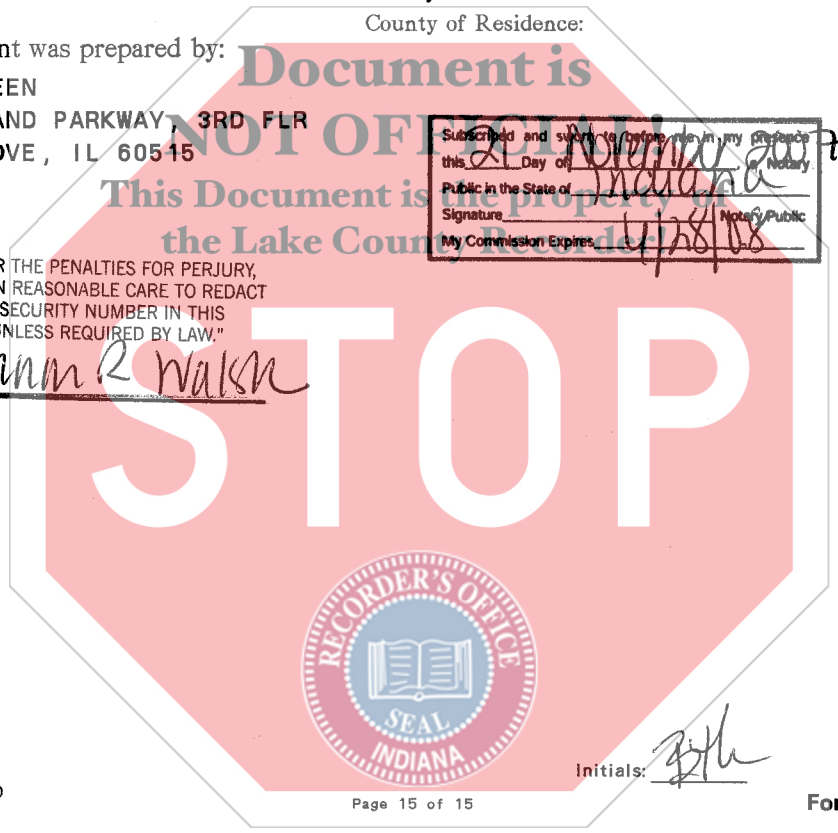 County of Residence:
nt was prepared by:
Document is
EEN
AND PARKWAY, 3RD FLR
NOT OFFICIAL!
OVE, IL 60515
Subscribed and sworn to before me in my presence
this 21 Day of November 2007 a Notary
Public in the State of Indiana
Signature Notary Public
My Commission Expires 4/28/08
This Document is the property of
the Lake County Recorder!
R THE PENALTIES FOR PERJURY,
N REASONABLE CARE TO REDACT
SECURITY NUMBER IN THIS
UNLESS REQUIRED BY LAW."
R Walsh
STOP
RECORDER'S OFFICE
SEAL
INDIANA
Initials:
Page 15 of 15
For